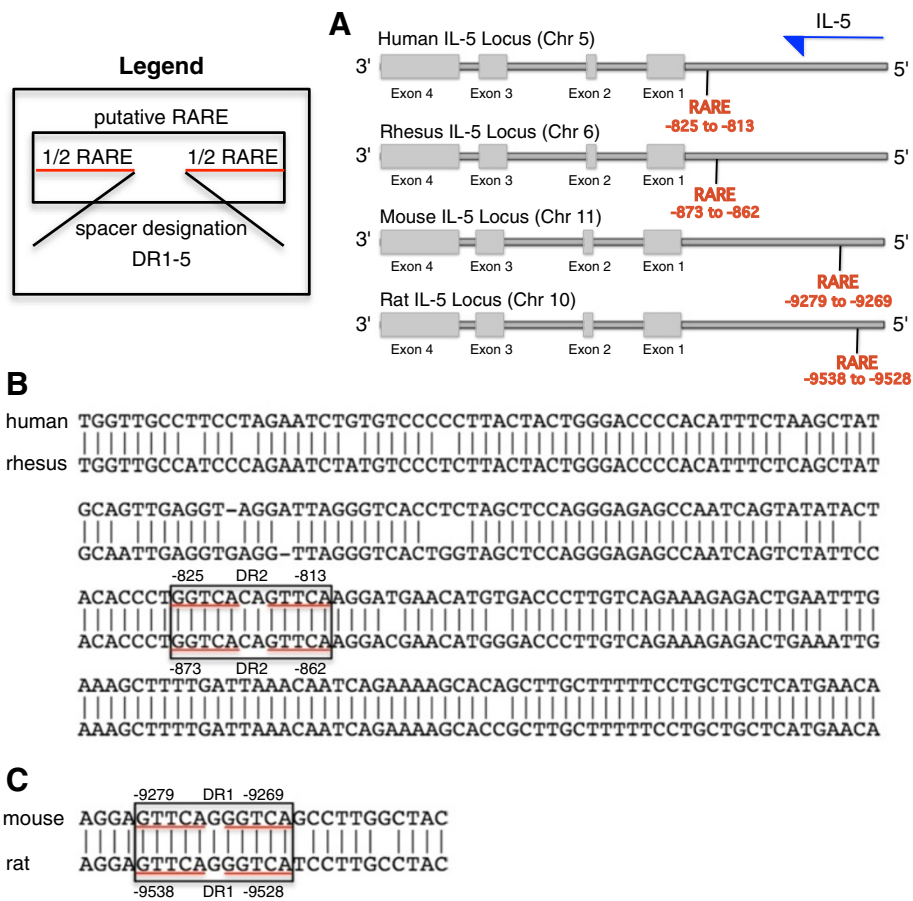 Legend
putative RARE
1/2 RARE 1/2 RARE
spacer designation
DR1-5
A
IL-5
Human IL-5 Locus (Chr 5)
3' 5'
Exon 4 Exon 3 Exon 2 Exon 1
RARE
-825 to -813
Rhesus IL-5 Locus (Chr 6)
3' 5'
Exon 4 Exon 3 Exon 2 Exon 1
RARE
-873 to -862
Mouse IL-5 Locus (Chr 11)
3' 5'
Exon 4 Exon 3 Exon 2 Exon 1
RARE
-9279 to -9269
Rat IL-5 Locus (Chr 10)
3' 5'
Exon 4 Exon 3 Exon 2 Exon 1
RARE
-9538 to -9528
B
human TGGTTGCCTTCCTAGAATCTGTGTCCCCCTTACTACTGGGACCCCACATTTCTAAGCTAT
rhesus TGGTTGCCATCCCAGAATCTATGTCCCTCTTACTACTGGGACCCCACATTTCTCAGCTAT
GCAGTTGAGGT-AGGATTAGGGTCACCTCTAGCTCCAGGGAGAGCCAATCAGTATATACT
GCAATTGAGGTGAGG-TTAGGGTCACTGGTAGCTCCAGGGAGAGCCAATCAGTCTATTCC
-825 DR2 -813
ACACCCTGGTCACAGTTCAAGGATGAACATGTGACCCTTGTCAGAAAGAGACTGAATTTG
ACACCCTGGTCACAGTTCAAGGACGAACATGGGACCCTTGTCAGAAAGAGACTGAAATTG
-873 DR2 -862
AAAGCTTTTGATTAAACAATCAGAAAAGCACAGCTTGCTTTTTCCTGCTGCTCATGAACA
AAAGCTTTTGATTAAACAATCAGAAAAGCACCGCTTGCTTTTTCCTGCTGCTCATGAACA
C
-9279 DR1 -9269
mouse AGGAGTTCAGGGTCAGCCTTGGCTAC
rat AGGAGTTCAGGGTCATCCTTGCCTAC
-9538 DR1 -9528